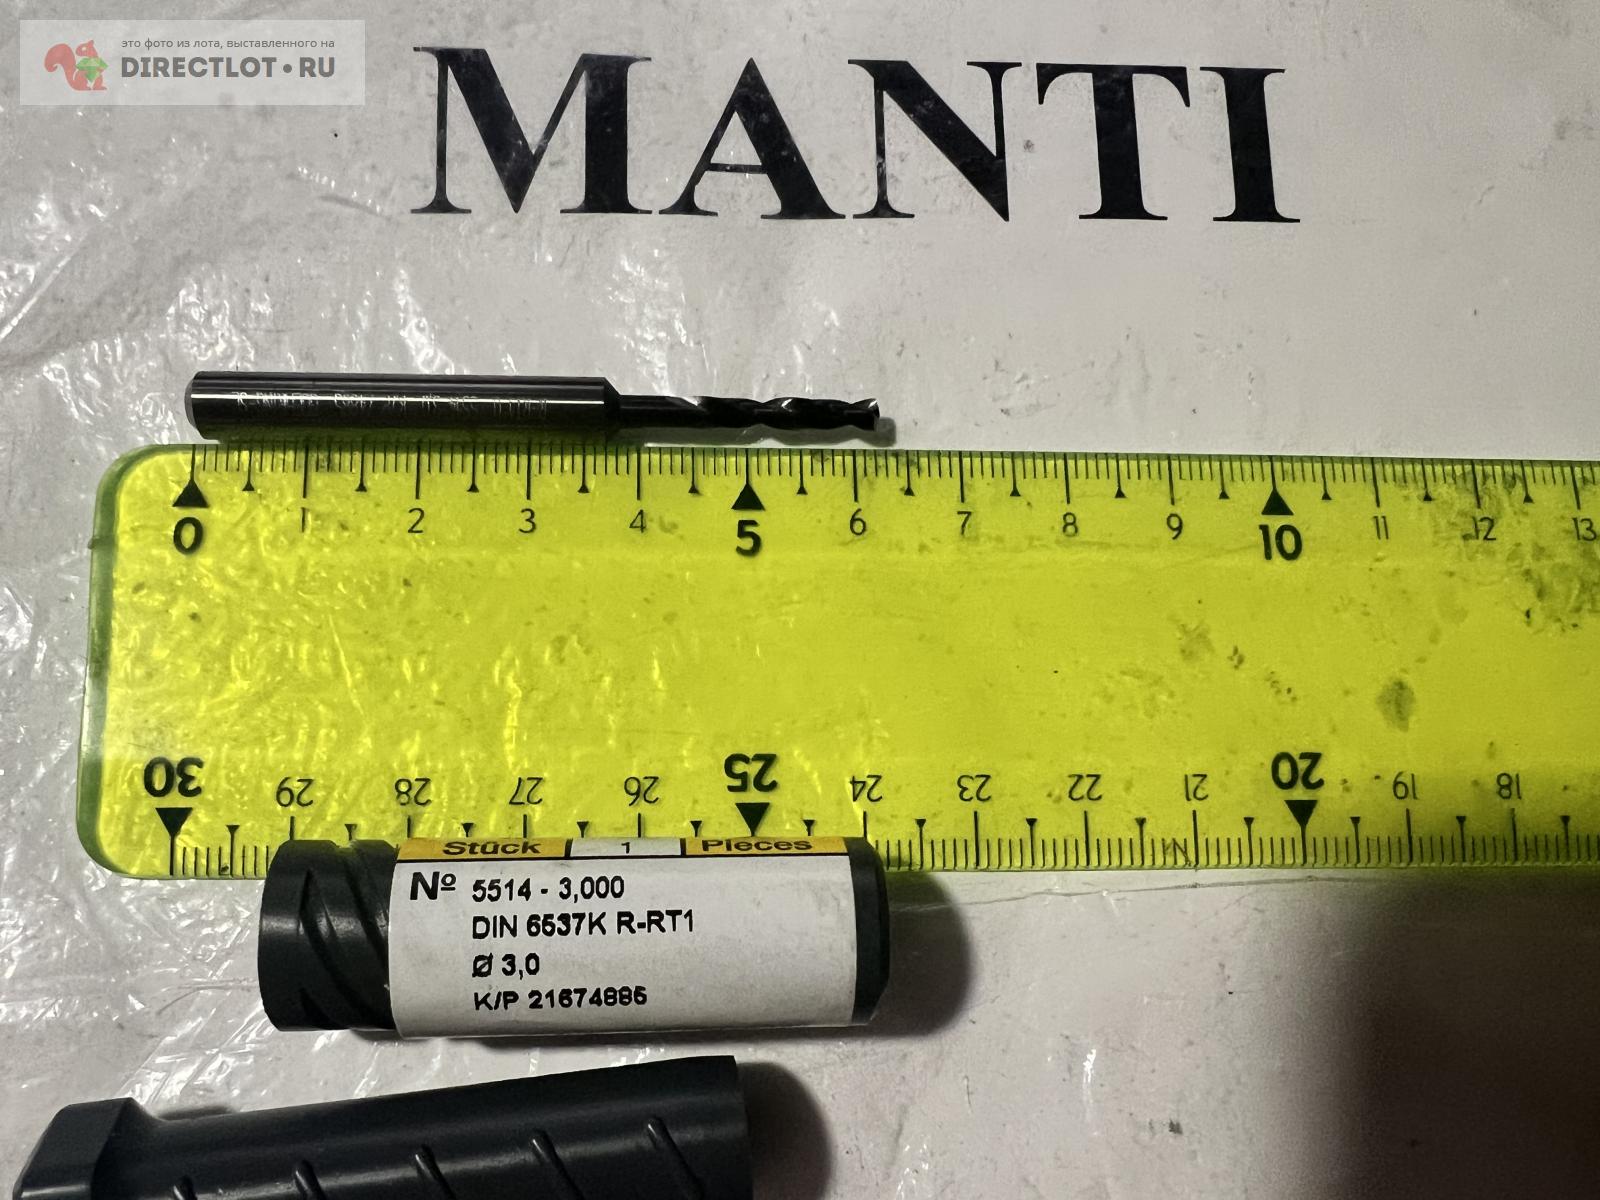 это фото из лота, выставленного на
DIRECTLOT.RU
MANTI
0 1 2 3 4 5 6 7 8 9 10 11 12 13
30 29 28 27 26 25 24 23 22 21 20 19 18
Stück 1 Pieces
Nº 5514 - 3,000
DIN 6537K R-RT1
Ø 3,0
K/P 21674885